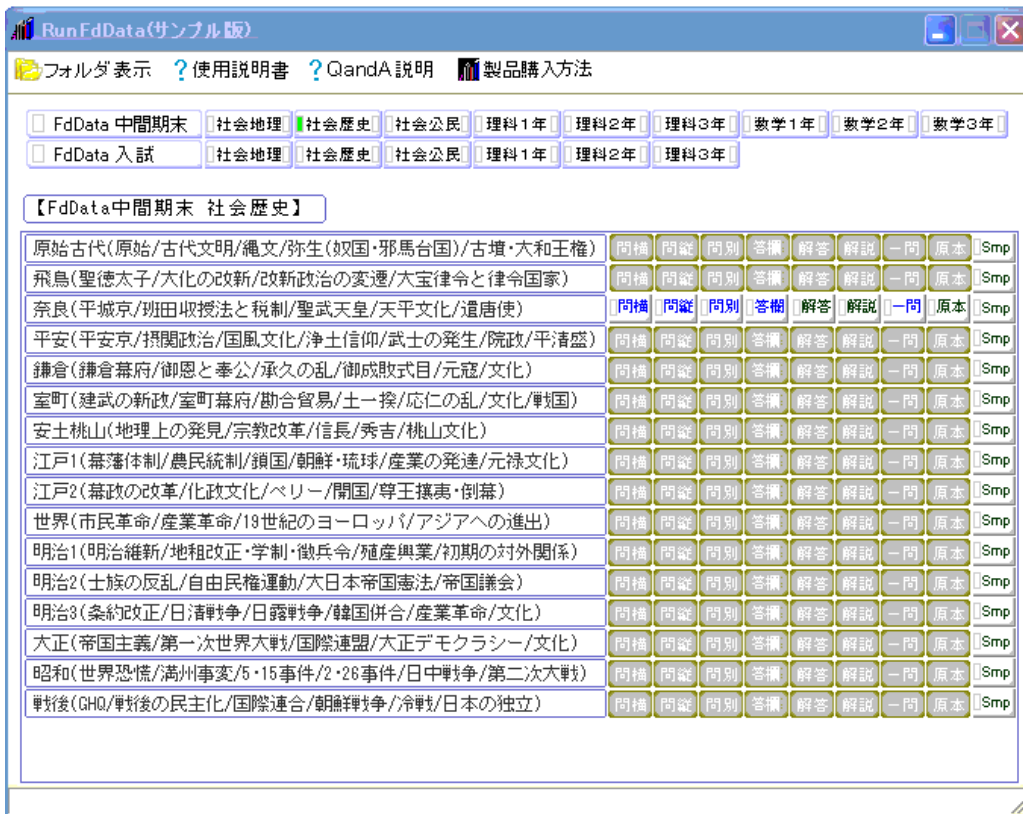 RunFdData(サンプル版)
フォルダ表示 ?使用説明書 ?QandA説明 製品購入方法
FdData 中間期末 社会地理 社会歴史 社会公民 理科1年 理科2年 理科3年 数学1年 数学2年 数学3年
FdData 入試 社会地理 社会歴史 社会公民 理科1年 理科2年 理科3年
【FdData中間期末 社会歴史】
原始古代(原始/古代文明/縄文/弥生(奴国・邪馬台国)/古墳・大和王権) 問横 問縦 問別 答欄 解答 解説 一問 原本 Smp
飛鳥(聖徳太子/大化の改新/改新政治の変遷/大宝律令と律令国家) 問横 問縦 問別 答欄 解答 解説 一問 原本 Smp
奈良(平城京/班田収授法と税制/聖武天皇/天平文化/遣唐使) 問横 問縦 問別 答欄 解答 解説 一問 原本 Smp
平安(平安京/摂関政治/国風文化/浄土信仰/武士の発生/院政/平清盛) 問横 問縦 問別 答欄 解答 解説 一問 原本 Smp
鎌倉(鎌倉幕府/御恩と奉公/承久の乱/御成敗式目/元寇/文化) 問横 問縦 問別 答欄 解答 解説 一問 原本 Smp
室町(建武の新政/室町幕府/勘合貿易/土一揆/応仁の乱/文化/戦国) 問横 問縦 問別 答欄 解答 解説 一問 原本 Smp
安土桃山(地理上の発見/宗教改革/信長/秀吉/桃山文化) 問横 問縦 問別 答欄 解答 解説 一問 原本 Smp
江戸1(幕藩体制/農民統制/鎖国/朝鮮・琉球/産業の発達/元禄文化) 問横 問縦 問別 答欄 解答 解説 一問 原本 Smp
江戸2(幕政の改革/化政文化/ペリー/開国/尊王攘夷・倒幕) 問横 問縦 問別 答欄 解答 解説 一問 原本 Smp
世界(市民革命/産業革命/19世紀のヨーロッパ/アジアへの進出) 問横 問縦 問別 答欄 解答 解説 一問 原本 Smp
明治1(明治維新/地租改正・学制・徴兵令/殖産興業/初期の対外関係) 問横 問縦 問別 答欄 解答 解説 一問 原本 Smp
明治2(士族の反乱/自由民権運動/大日本帝国憲法/帝国議会) 問横 問縦 問別 答欄 解答 解説 一問 原本 Smp
明治3(条約改正/日清戦争/日露戦争/韓国併合/産業革命/文化) 問横 問縦 問別 答欄 解答 解説 一問 原本 Smp
大正(帝国主義/第一次世界大戦/国際連盟/大正デモクラシー/文化) 問横 問縦 問別 答欄 解答 解説 一問 原本 Smp
昭和(世界恐慌/満州事変/5・15事件/2・26事件/日中戦争/第二次大戦) 問横 問縦 問別 答欄 解答 解説 一問 原本 Smp
戦後(GHQ/戦後の民主化/国際連合/朝鮮戦争/冷戦/日本の独立) 問横 問縦 問別 答欄 解答 解説 一問 原本 Smp